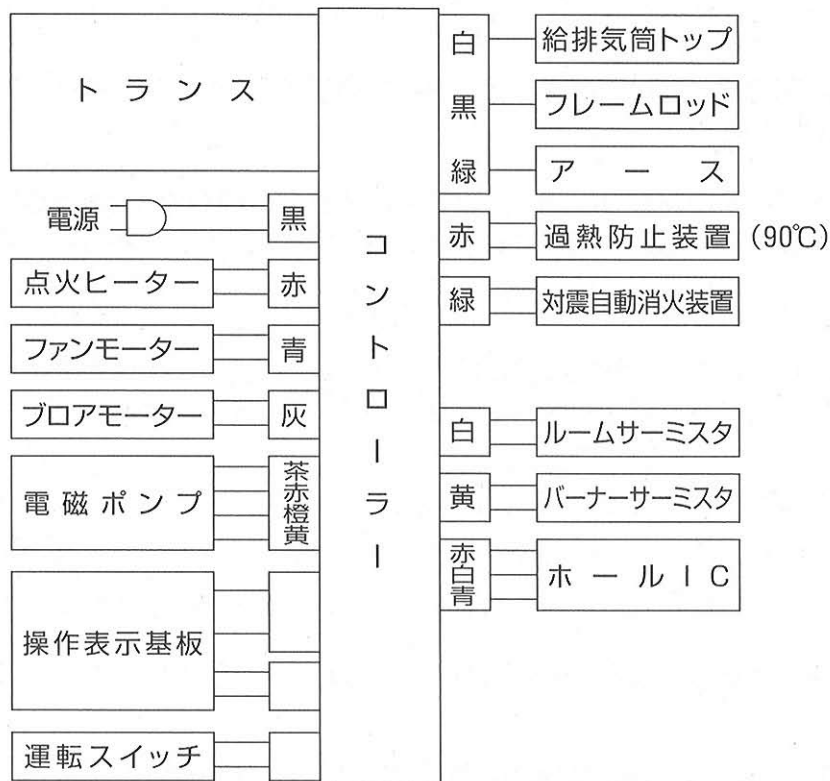 トランス
電源
黒
点火ヒーター
赤
ファンモーター
青
ブロアモーター
灰
電磁ポンプ
茶
赤
橙
黄
操作表示基板
運転スイッチ
コントローラー
白
給排気筒トップ
黒
フレームロッド
緑
アース
赤
過熱防止装置 (90℃)
緑
対震自動消火装置
白
ルームサーミスタ
黄
バーナーサーミスタ
赤
白
青
ホールIC